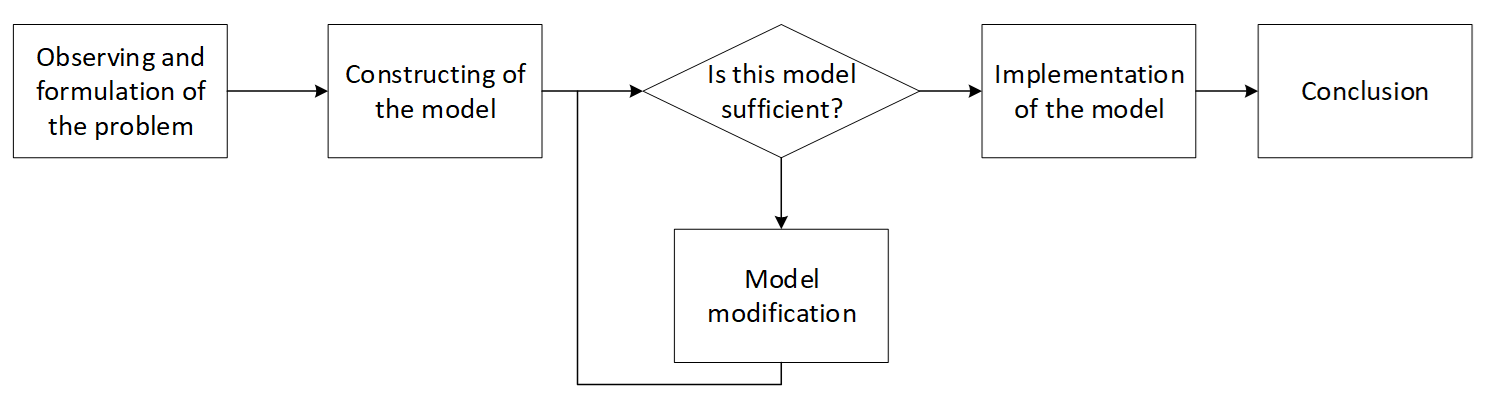 Observing and
formulation of
the problem
Constructing of
the model
Is this model
sufficient?
Implementation
of the model
Conclusion
Model
modification